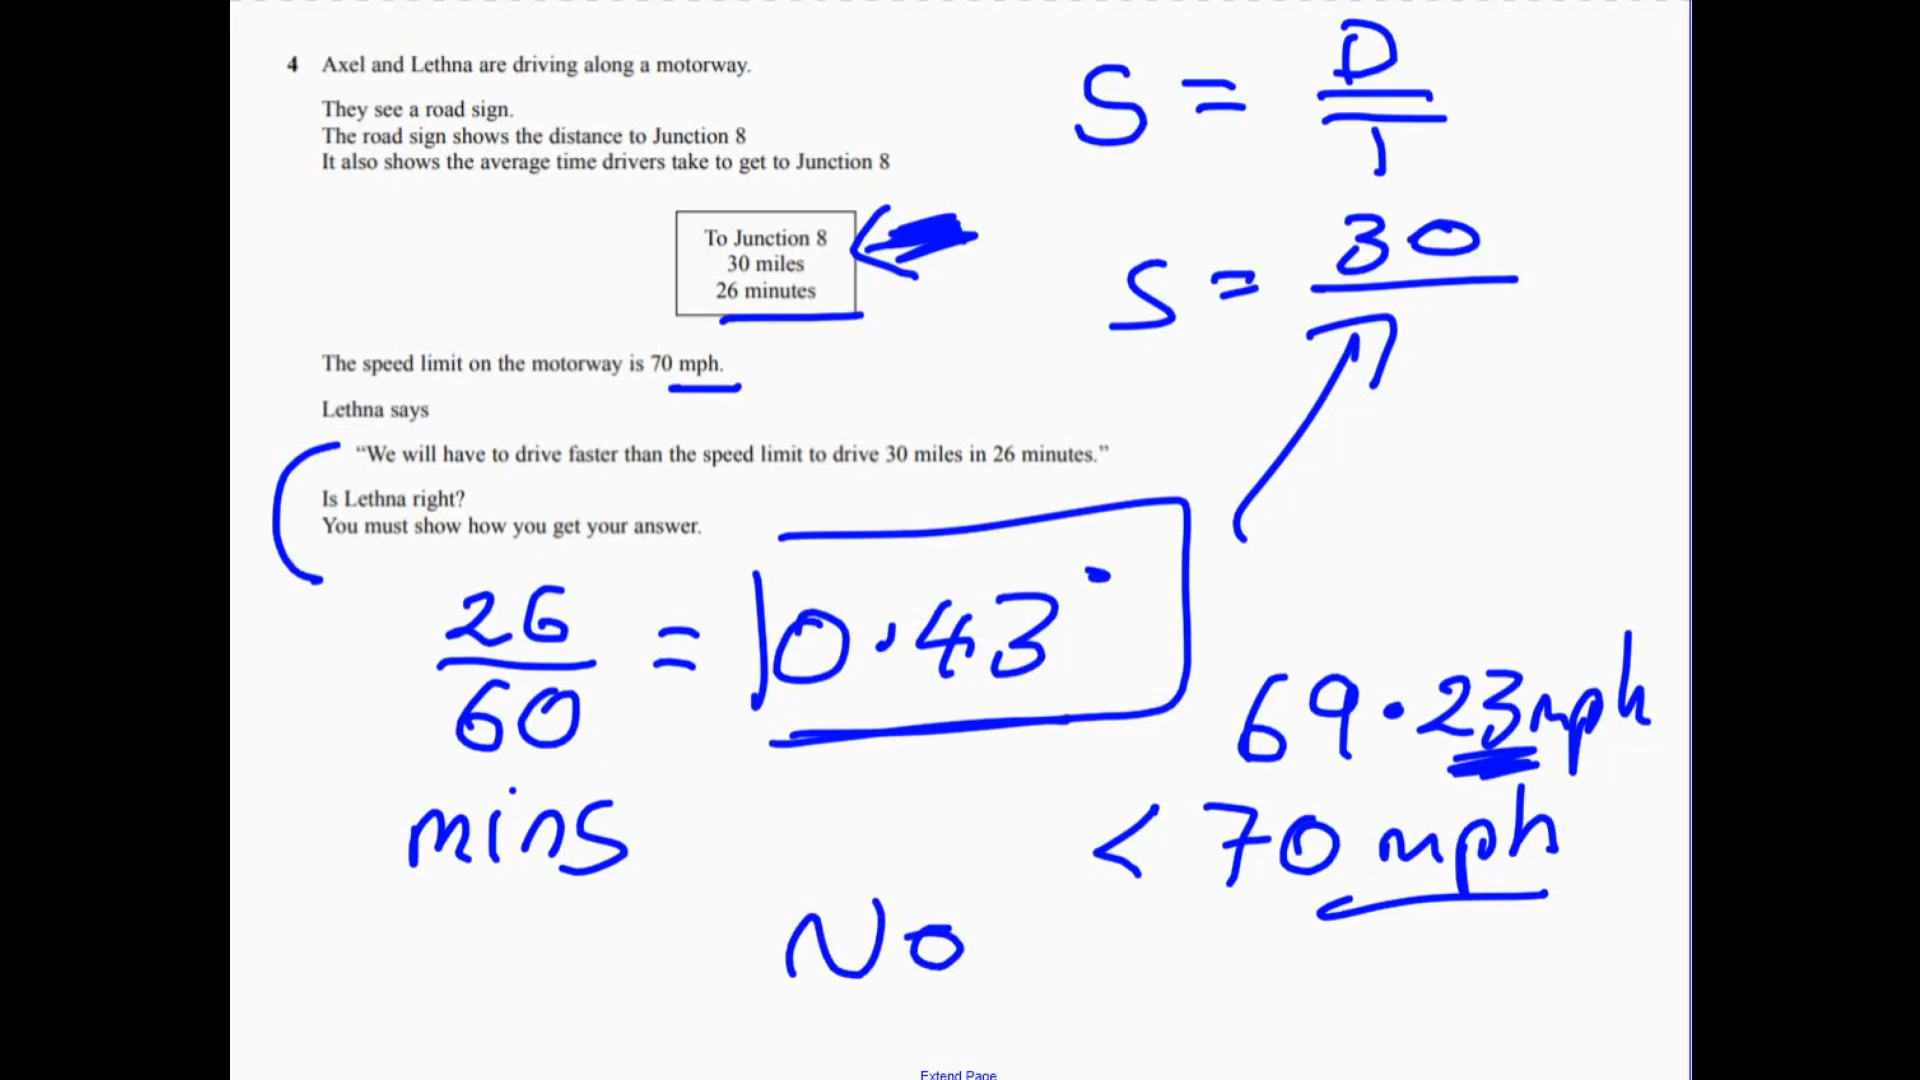 4 Axel and Lethna are driving along a motorway.
They see a road sign.
The road sign shows the distance to Junction 8
It also shows the average time drivers take to get to Junction 8
To Junction 8
30 miles
26 minutes
The speed limit on the motorway is 70 mph.
Lethna says
“We will have to drive faster than the speed limit to drive 30 miles in 26 minutes.”
Is Lethna right?
You must show how you get your answer.
S = D
T
S = 30
26
60
= 0.43
mins
69.23mph
< 70 mph
No
Extend Page